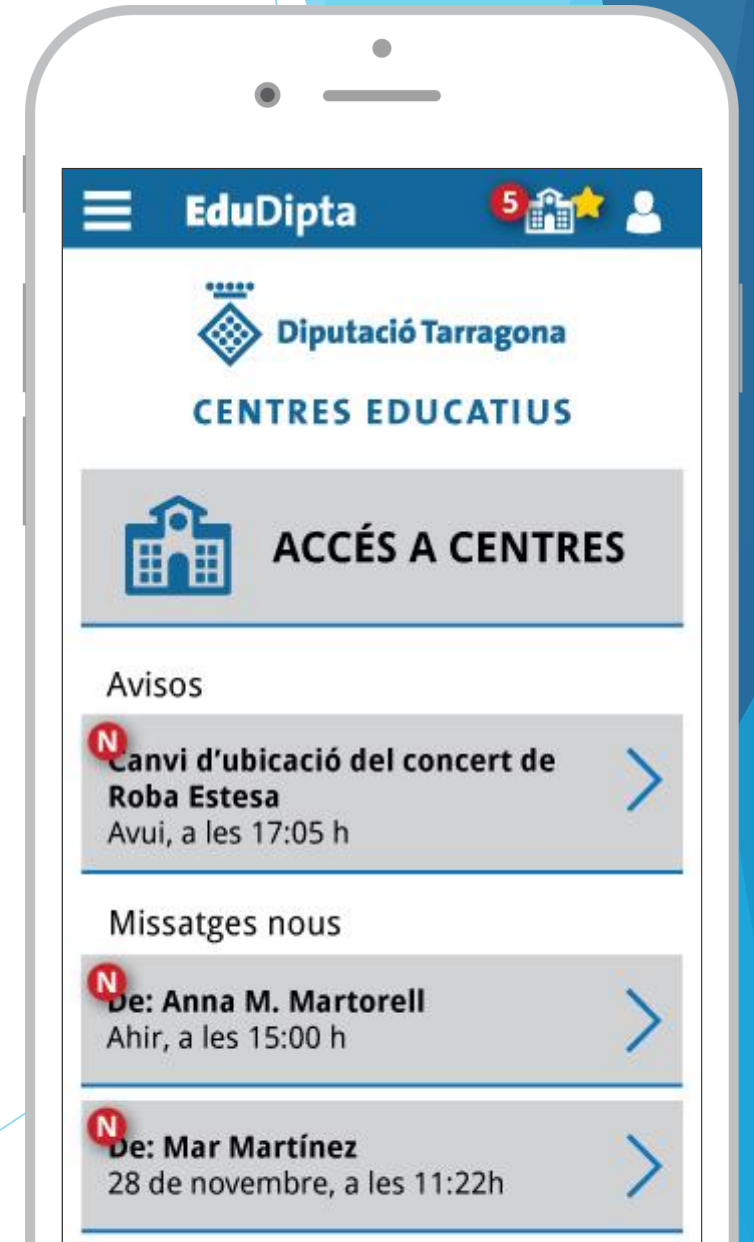 EduDipta
5
Diputació Tarragona
CENTRES EDUCATIUS
ACCÉS A CENTRES
Avisos
N
Canvi d’ubicació del concert de
Roba Estesa
Avui, a les 17:05 h
Missatges nous
N
De: Anna M. Martorell
Ahir, a les 15:00 h
N
De: Mar Martínez
28 de novembre, a les 11:22h